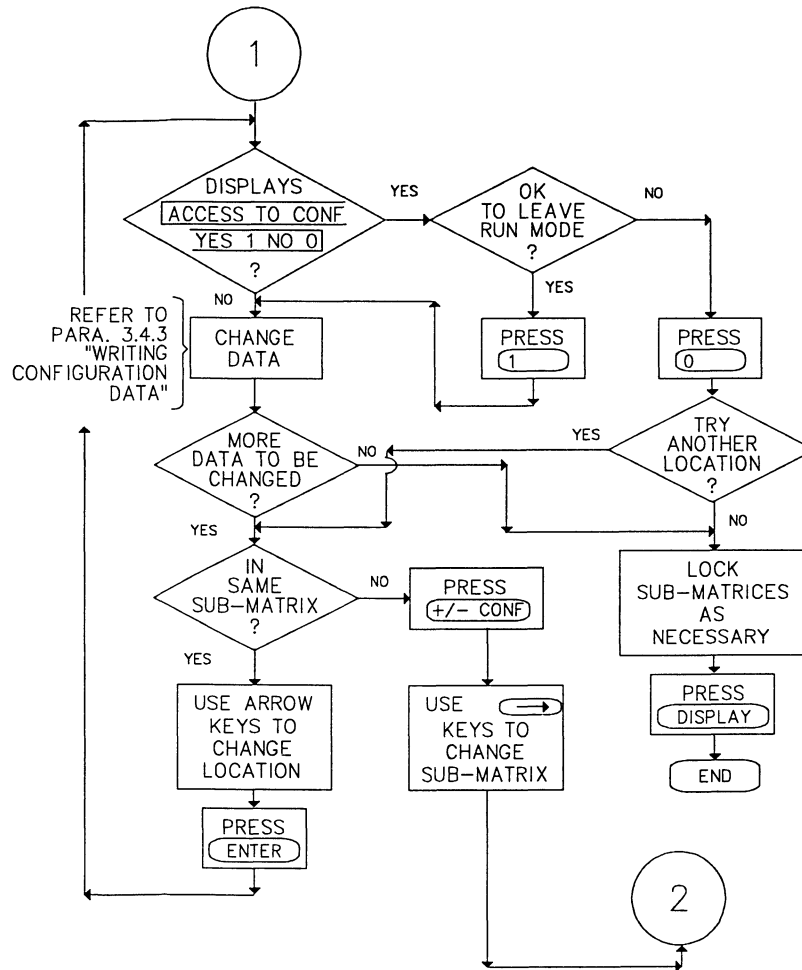 1
DISPLAYS
ACCESS TO CONF
YES 1 NO 0
?
YES
OK
TO LEAVE
RUN MODE
?
NO
YES
NO
REFER TO
PARA. 3.4.3
"WRITING
CONFIGURATION
DATA"
CHANGE
DATA
PRESS
1
PRESS
0
MORE
DATA TO BE
CHANGED
?
NO
YES
YES
TRY
ANOTHER
LOCATION
?
NO
IN
SAME
SUB-MATRIX
?
NO
YES
PRESS
+/- CONF
LOCK
SUB-MATRICES
AS
NECESSARY
USE ARROW
KEYS TO
CHANGE
LOCATION
USE →
KEYS TO
CHANGE
SUB-MATRIX
PRESS
DISPLAY
END
PRESS
ENTER
2